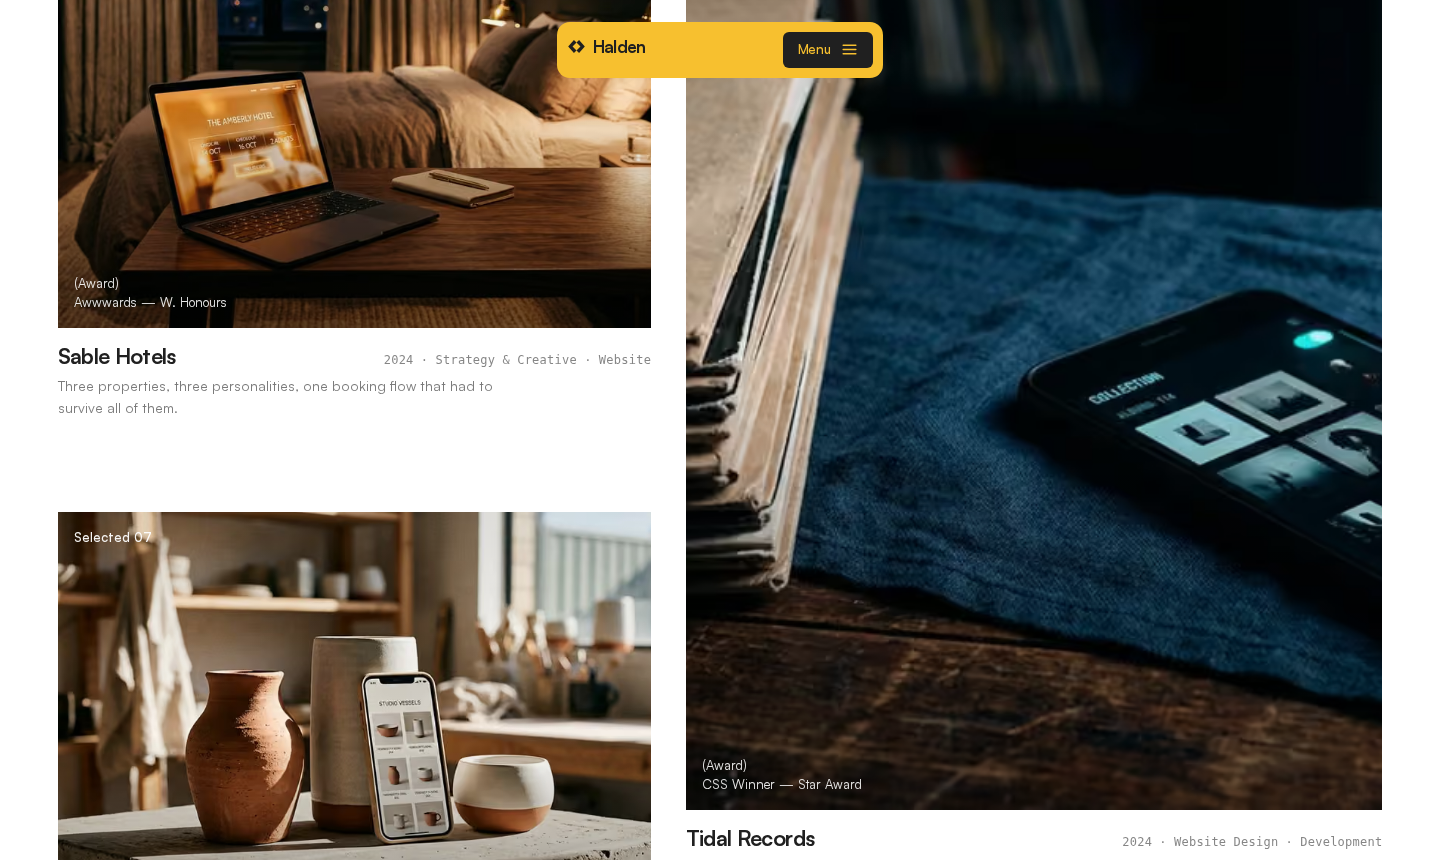 Halden
Menu
THE AMBERLY HOTEL
16 OCT
(Award)
Awwwards — W. Honours
Sable Hotels
2024 · Strategy & Creative · Website
Three properties, three personalities, one booking flow that had to
survive all of them.
Selected 07
STUDIO VESSELS
COLLECTION
(Award)
CSS Winner — Star Award
Tidal Records
2024 · Website Design · Development